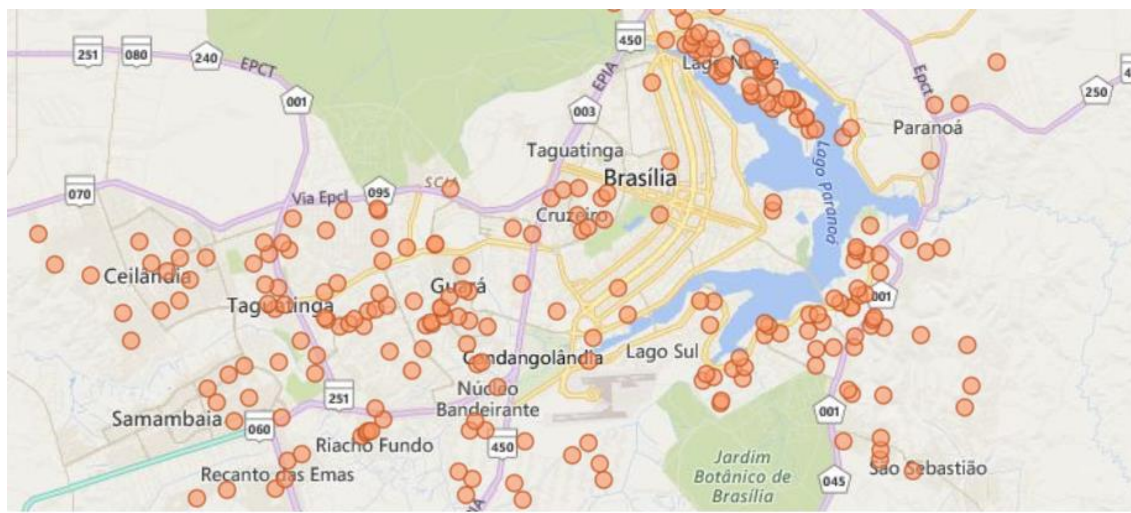 450
251
080
240
EPCT
EPIA
Epct
001
003
250
Paranoá
Taguatinga
Brasília
Lago Paranoá
070
Via Epcl
095
SCIA
Cruzeiro
Ceilândia
Taguatinga
Guará
001
Candangolândia
Lago Sul
Núcleo
Bandeirante
251
Samambaia
060
Riacho Fundo
450
001
Recanto das Emas
Jardim
Botânico de
Brasília
São Sebastião
045